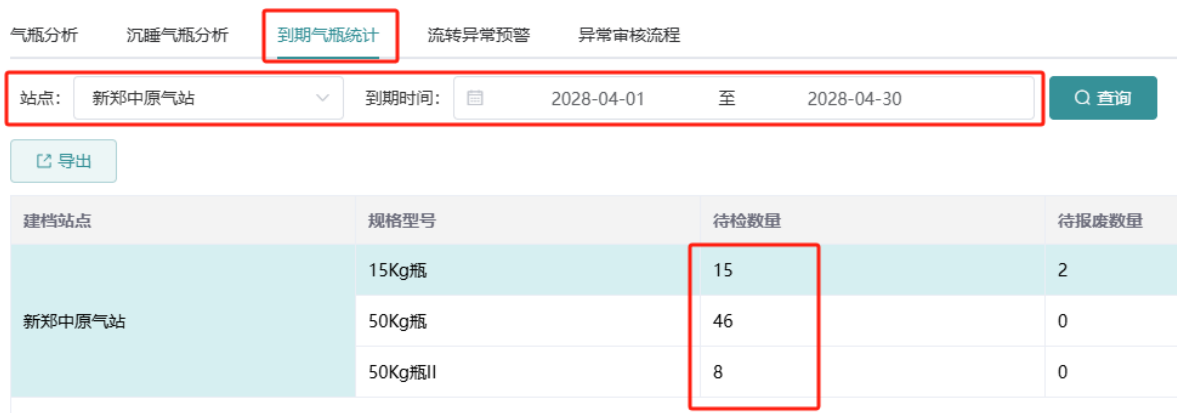 气瓶分析 沉睡气瓶分析 到期气瓶统计 流转异常预警 异常审核流程
站点: 新郑中原气站 到期时间: 2028-04-01 至 2028-04-30 查询
导出
建档站点 规格型号 待检数量 待报废数量
15Kg瓶 15 2
新郑中原气站 50Kg瓶 46 0
50Kg瓶II 8 0